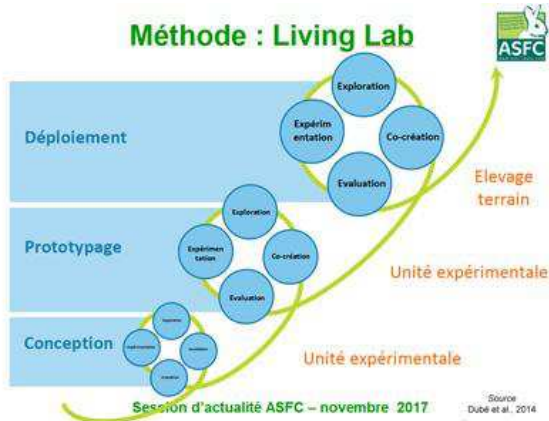 Méthode : Living Lab
ASFC
Déploiement
Exploration
Expérim
entation
Co-création
Evaluation
Elevage
terrain
Prototypage
Exploration
Expérimen
tation
Co-création
Evaluation
Unité expérimentale
Conception
Unité expérimentale
Session d'actualité ASFC – novembre 2017
Source
Dubé et al. 2014